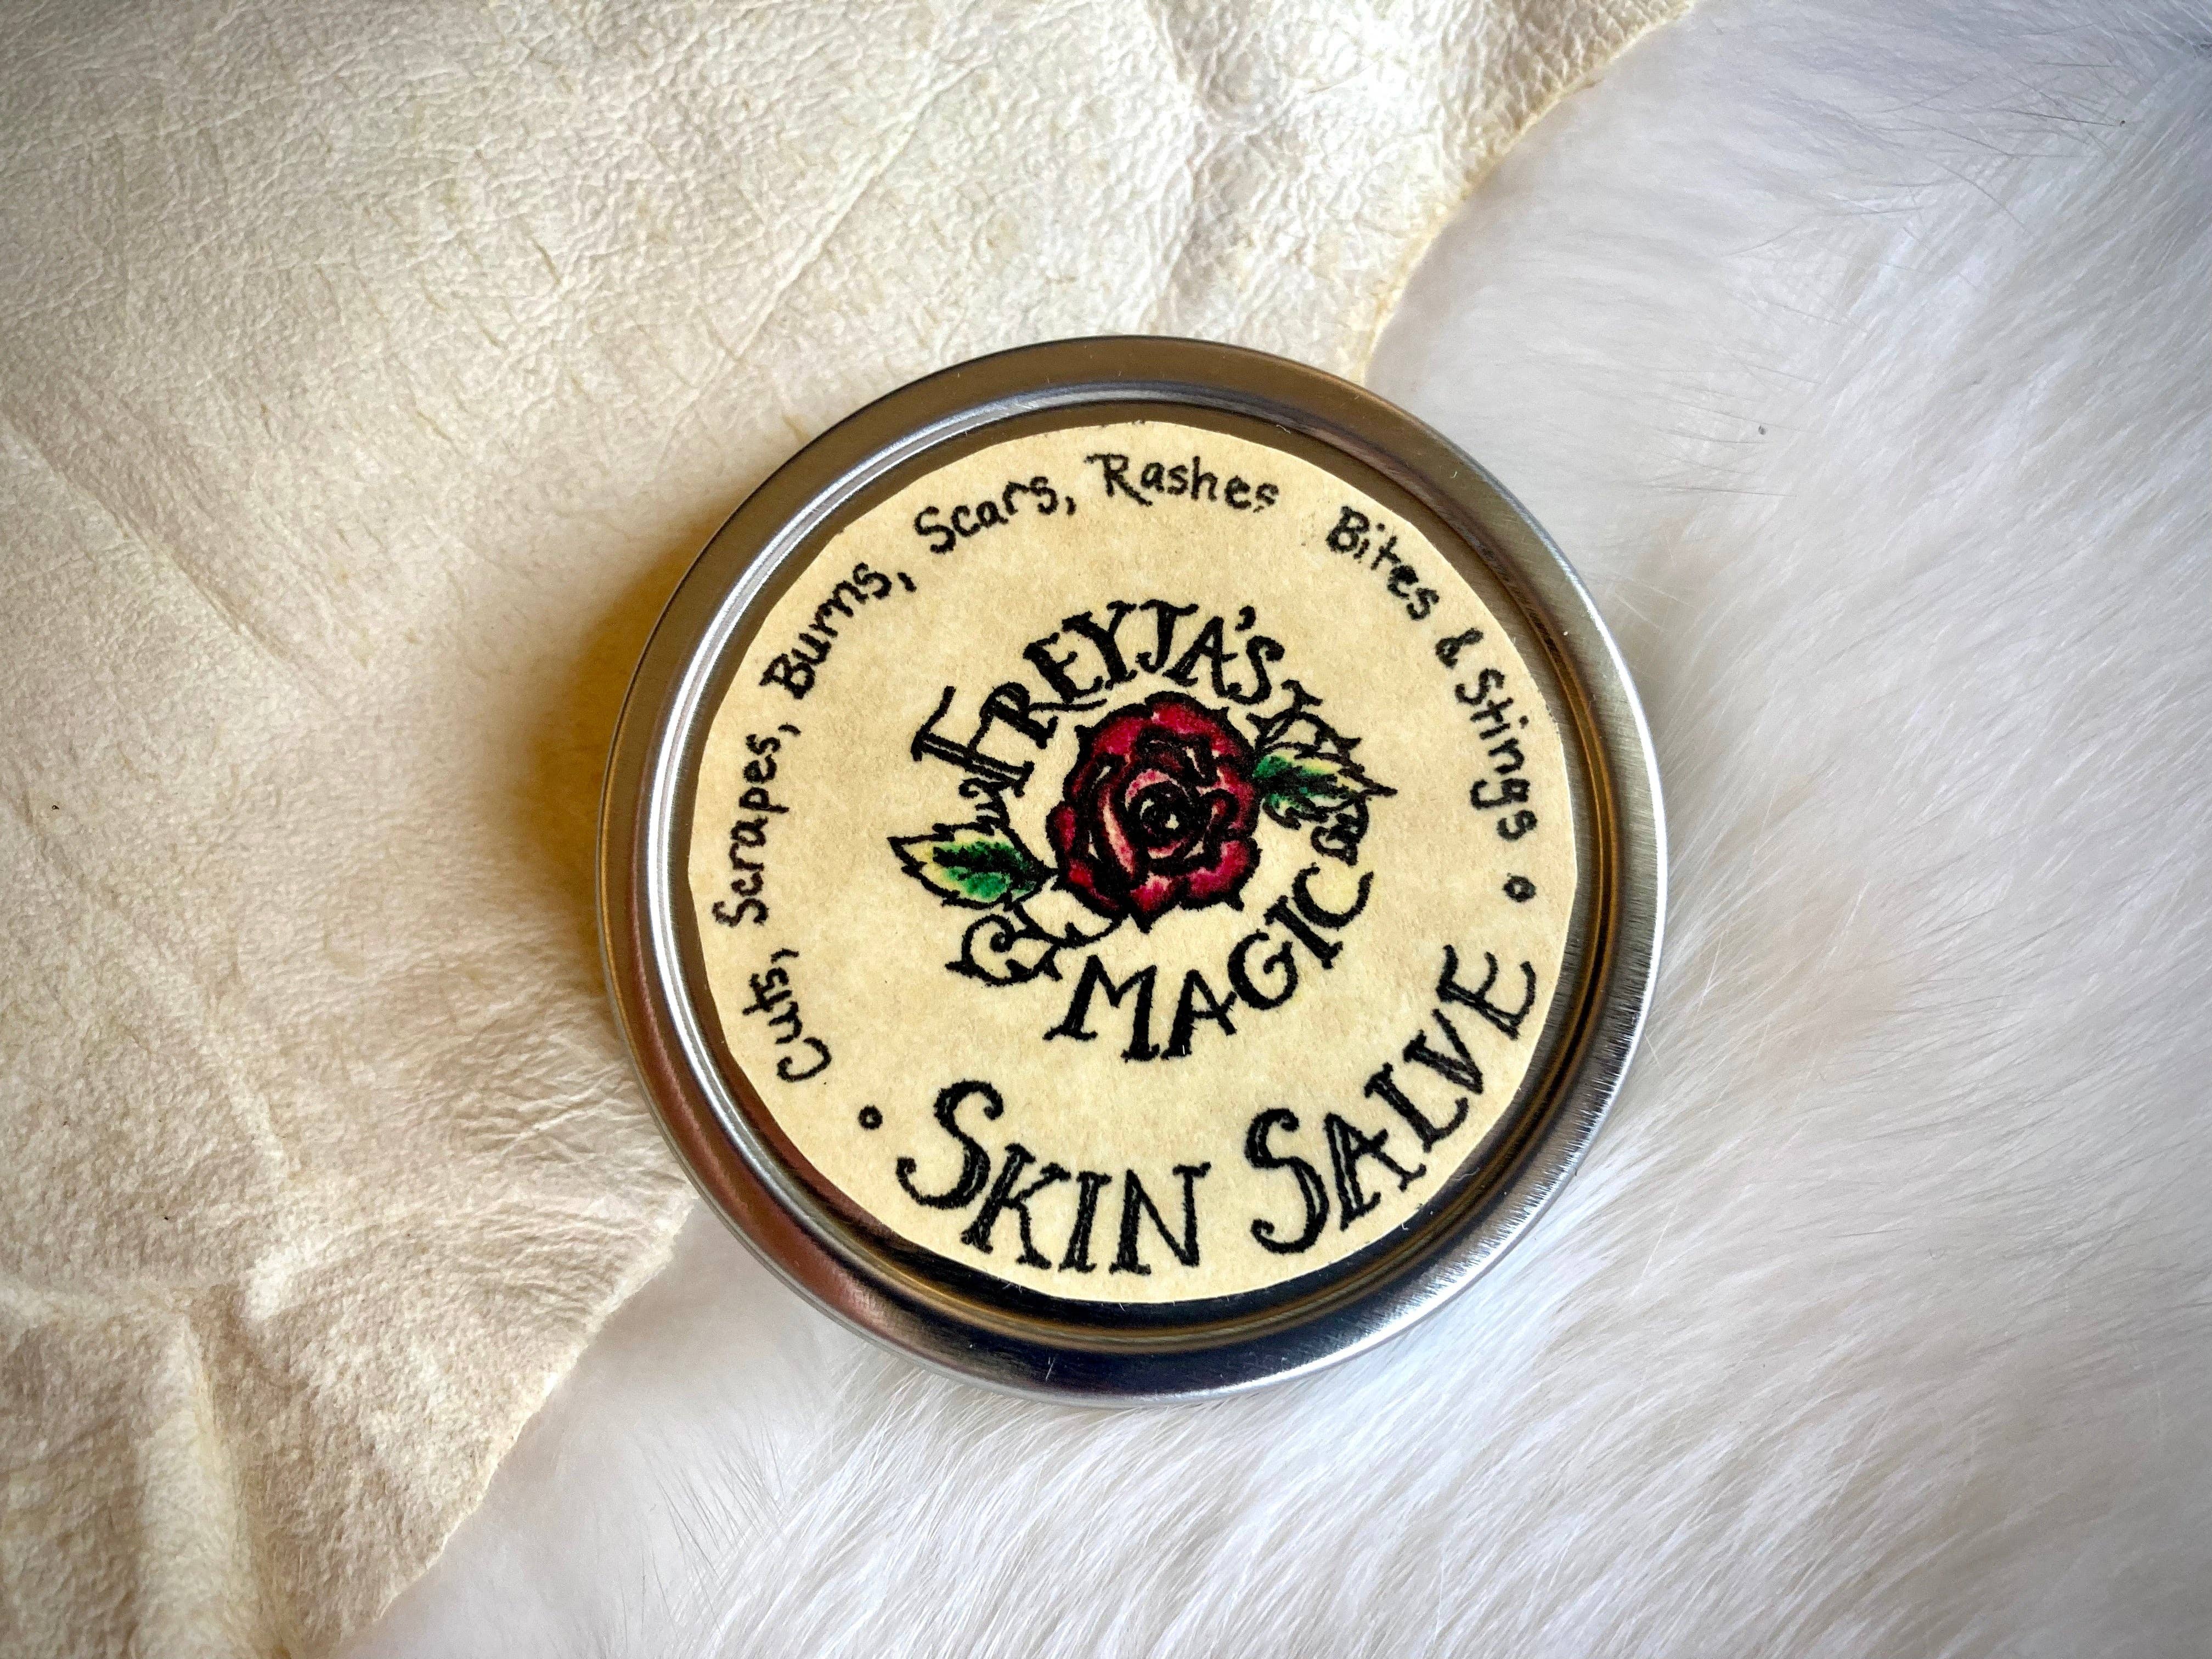 Cuts, Scrapes, Burns, Scars, Rashes Bites & Stings
FREYJA'S
MAGIC
SKIN SALVE